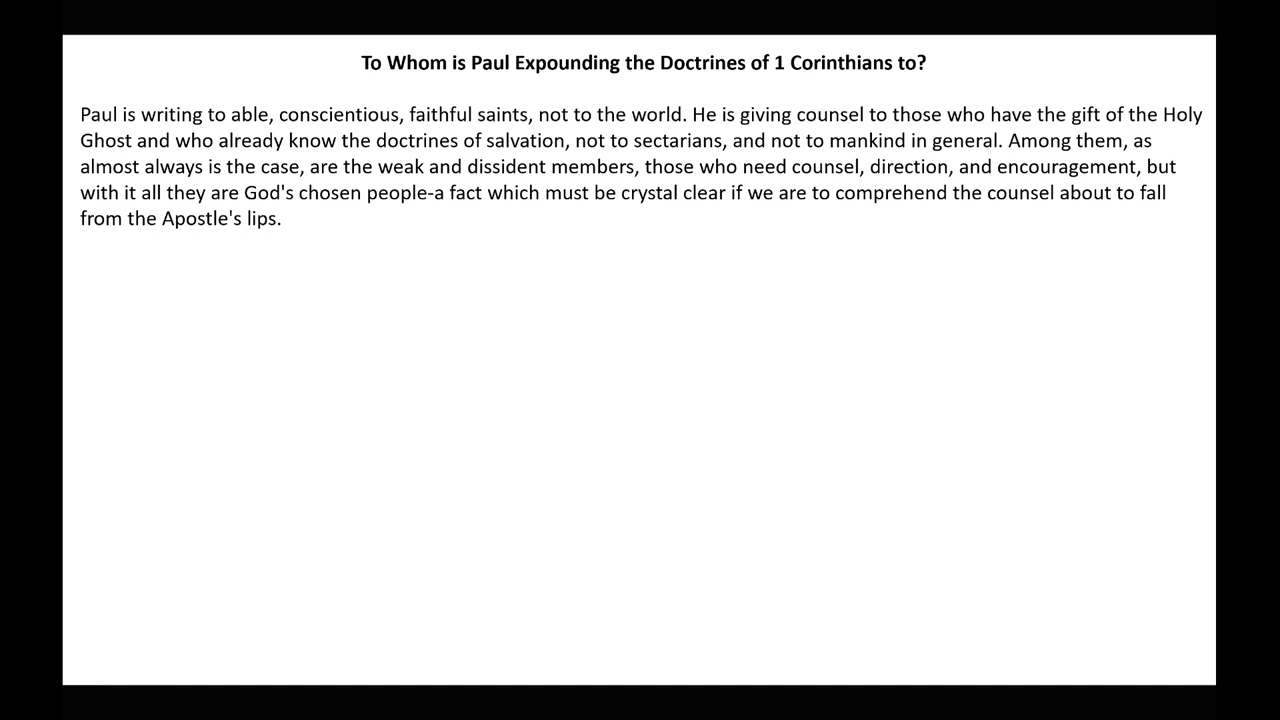 To Whom is Paul Expounding the Doctrines of 1 Corinthians to?
Paul is writing to able, conscientious, faithful saints, not to the world. He is giving counsel to those who have the gift of the Holy
Ghost and who already know the doctrines of salvation, not to sectarians, and not to mankind in general. Among them, as
almost always is the case, are the weak and dissident members, those who need counsel, direction, and encouragement, but
with it all they are God's chosen people-a fact which must be crystal clear if we are to comprehend the counsel about to fall
from the Apostle's lips.